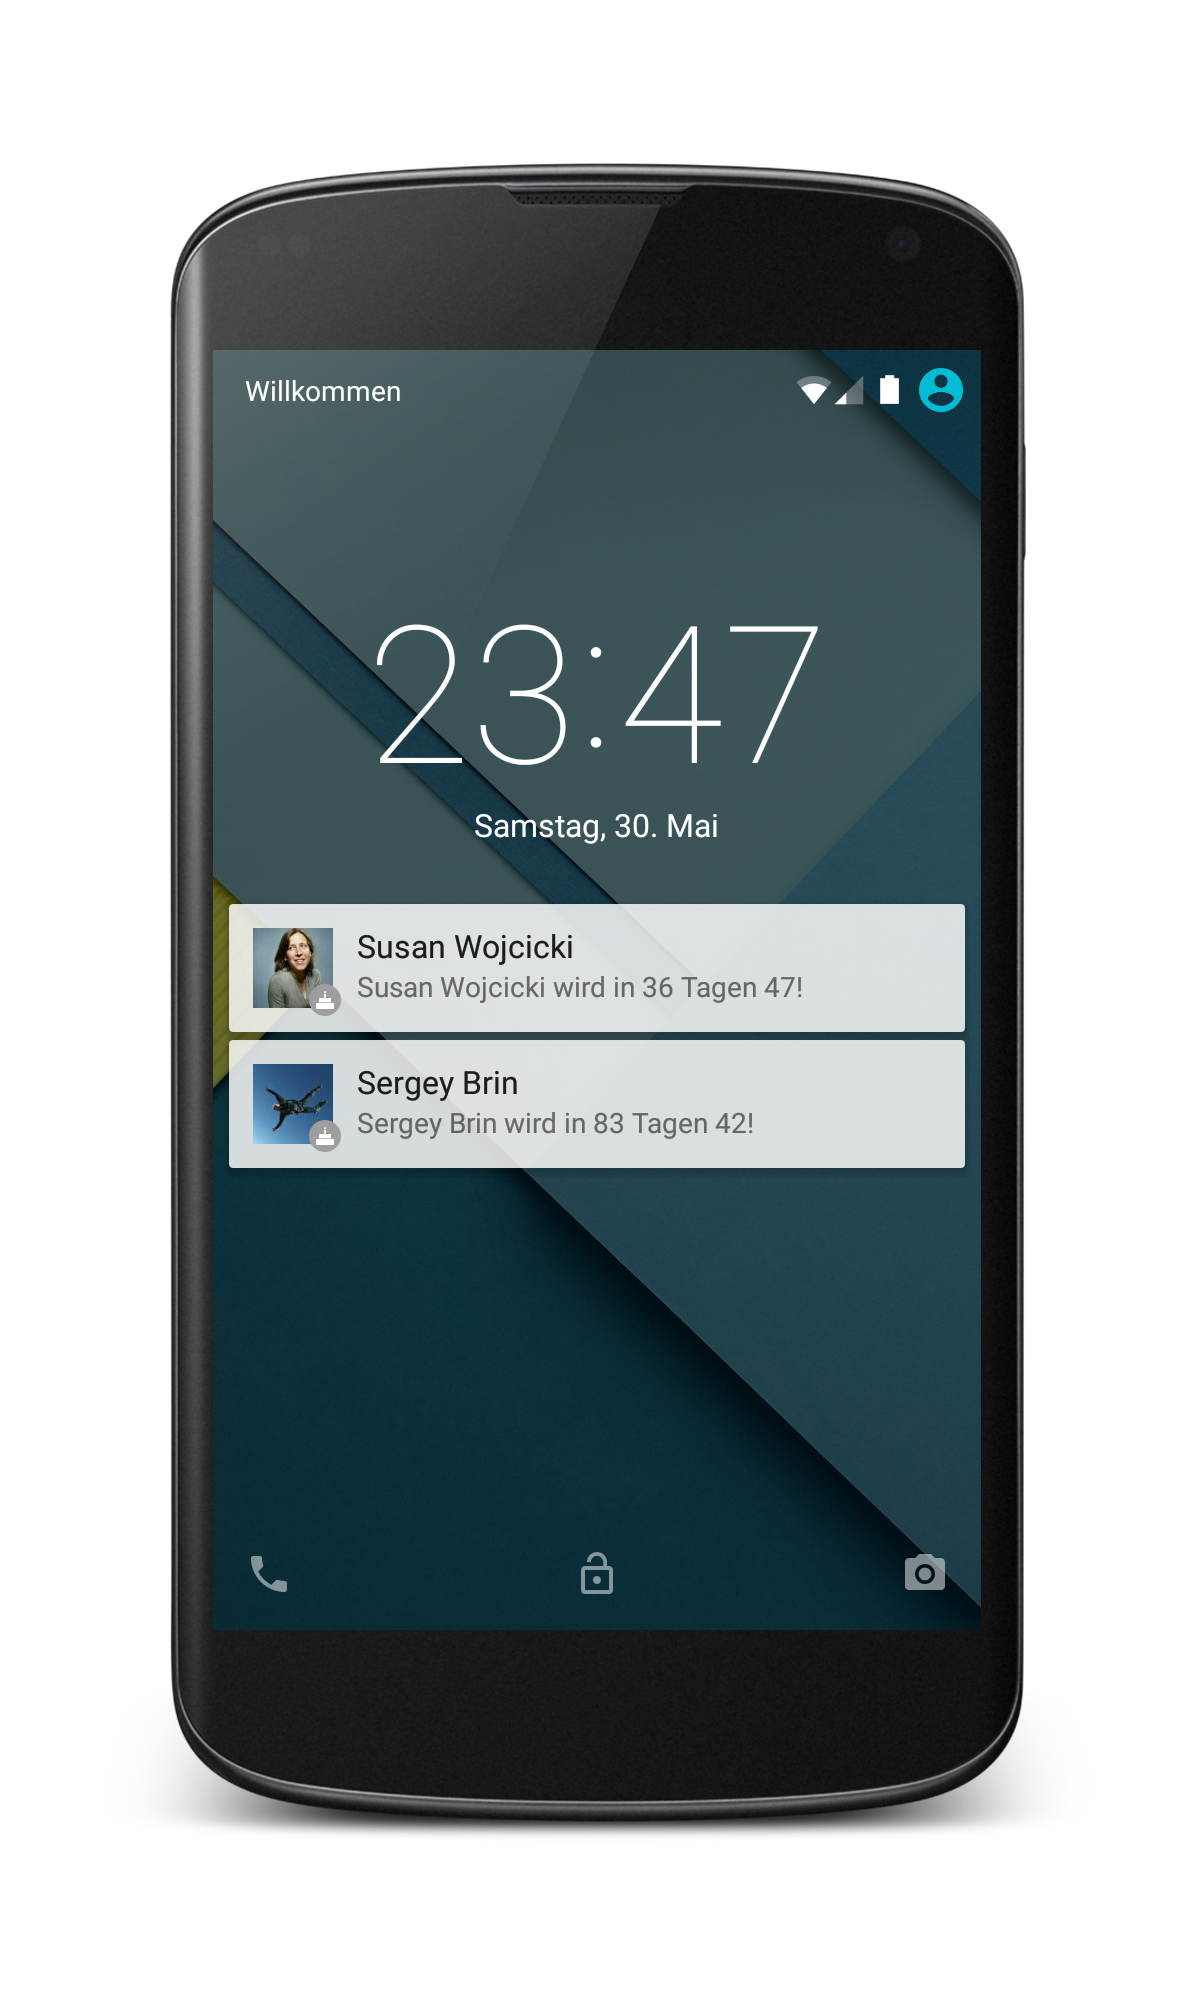 Willkommen
23:47
Samstag, 30. Mai
Susan Wojcicki
Susan Wojcicki wird in 36 Tagen 47!
Sergey Brin
Sergey Brin wird in 83 Tagen 42!